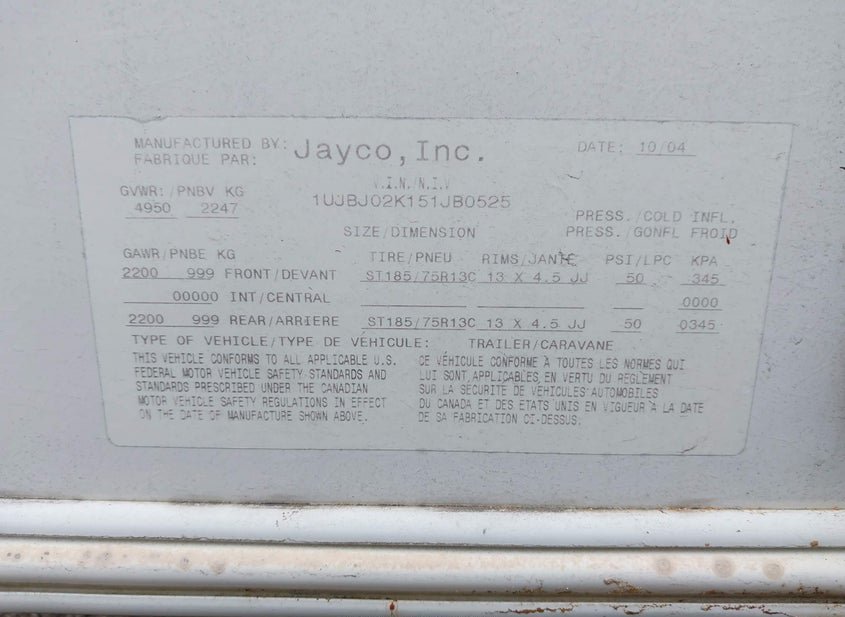 MANUFACTURED BY: Jayco, Inc. DATE: 10/04
FABRIQUE PAR:
GVWR:/PNBV KG V.I.N./N.I.V
4950 2247 1UJBJ02K151JB0525
PRESS./COLD INFL.
SIZE/DIMENSION PRESS./GONFL FROID
GAWR/PNBE KG TIRE/PNEU RIMS/JANTE PSI/LPC KPA
2200 999 FRONT/DEVANT ST185/75R13C 13 X 4.5 JJ 50 345
00000 INT/CENTRAL 0000
2200 999 REAR/ARRIERE ST185/75R13C 13 X 4.5 JJ 50 0345
TYPE OF VEHICLE/TYPE DE VÉHICULE: TRAILER/CARAVANE
THIS VEHICLE CONFORMS TO ALL APPLICABLE U.S.
FEDERAL MOTOR VEHICLE SAFETY STANDARDS AND
STANDARDS PRESCRIBED UNDER THE CANADIAN
MOTOR VEHICLE SAFETY REGULATIONS IN EFFECT
ON THE DATE OF MANUFACTURE SHOWN ABOVE.
CE VÉHICULE CONFORME A TOUTES LES NORMES QUI
LUI SONT APPLICABLES EN VERTU DU REGLEMENT
SUR LA SECURITE DE VEHICULES AUTOMOBILES
DU CANADA ET DES ETATS UNIS EN VIGUEUR A LA DATE
DE SA FABRICATION CI-DESSUS.